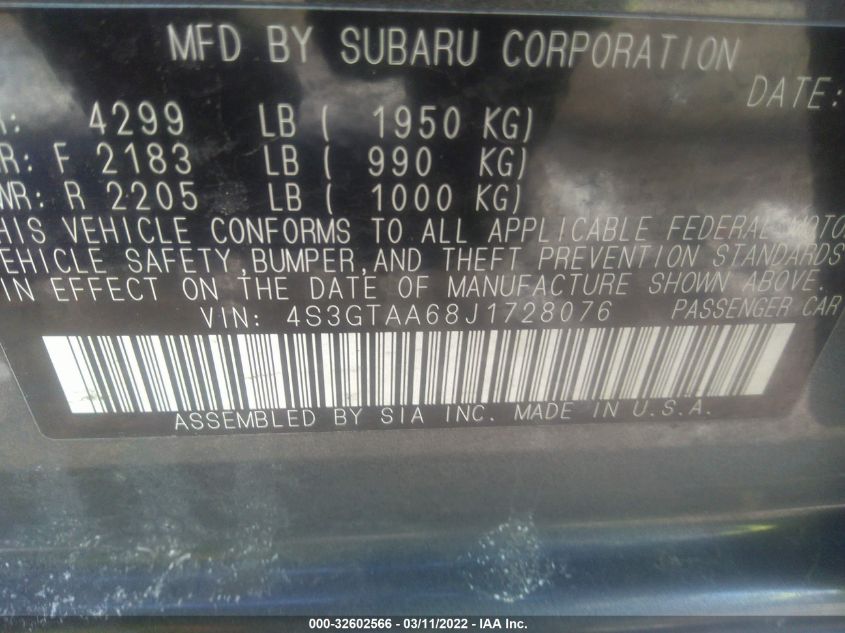 MFD BY SUBARU CORPORATION
DATE:
: 4299 LB ( 1950 KG)
R: F 2183 LB ( 990 KG)
WR: R 2205 LB ( 1000 KG)
HIS VEHICLE CONFORMS TO ALL APPLICABLE FEDERAL MOTO
EHICLE SAFETY,BUMPER,AND THEFT PREVENTION STANDARDS
IN EFFECT ON THE DATE OF MANUFACTURE SHOWN ABOVE.
VIN: 4S3GTAA68J1728076 PASSENGER CAR
ASSEMBLED BY SIA INC. MADE IN U.S.A.
000-32602566 - 03/11/2022 - IAA Inc.